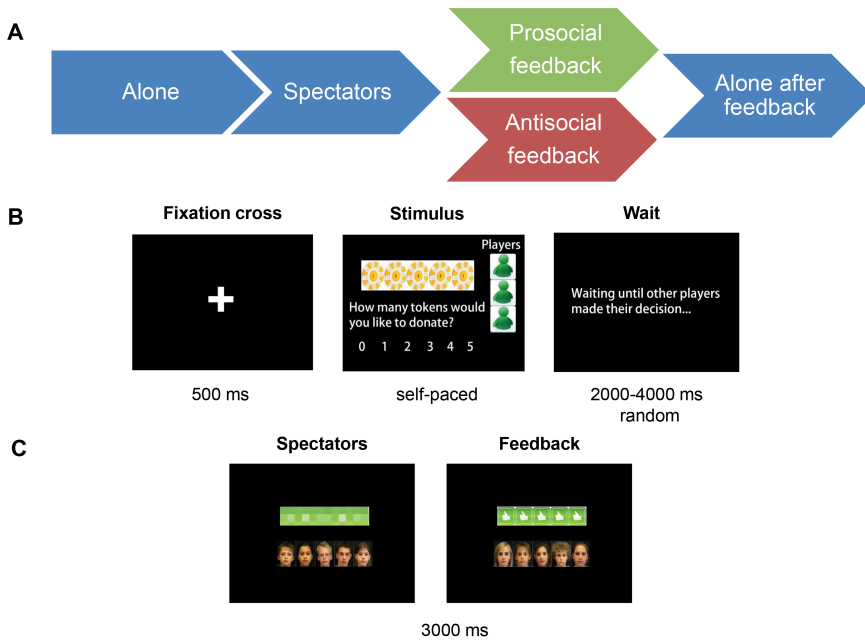 A
Alone
Spectators
Prosocial
feedback
Antisocial
feedback
Alone after
feedback
B
Fixation cross
Stimulus
Wait
Players
How many tokens would
you like to donate?
0 1 2 3 4 5
Waiting until other players
made their decision...
500 ms
self-paced
2000-4000 ms
random
C
Spectators
Feedback
3000 ms